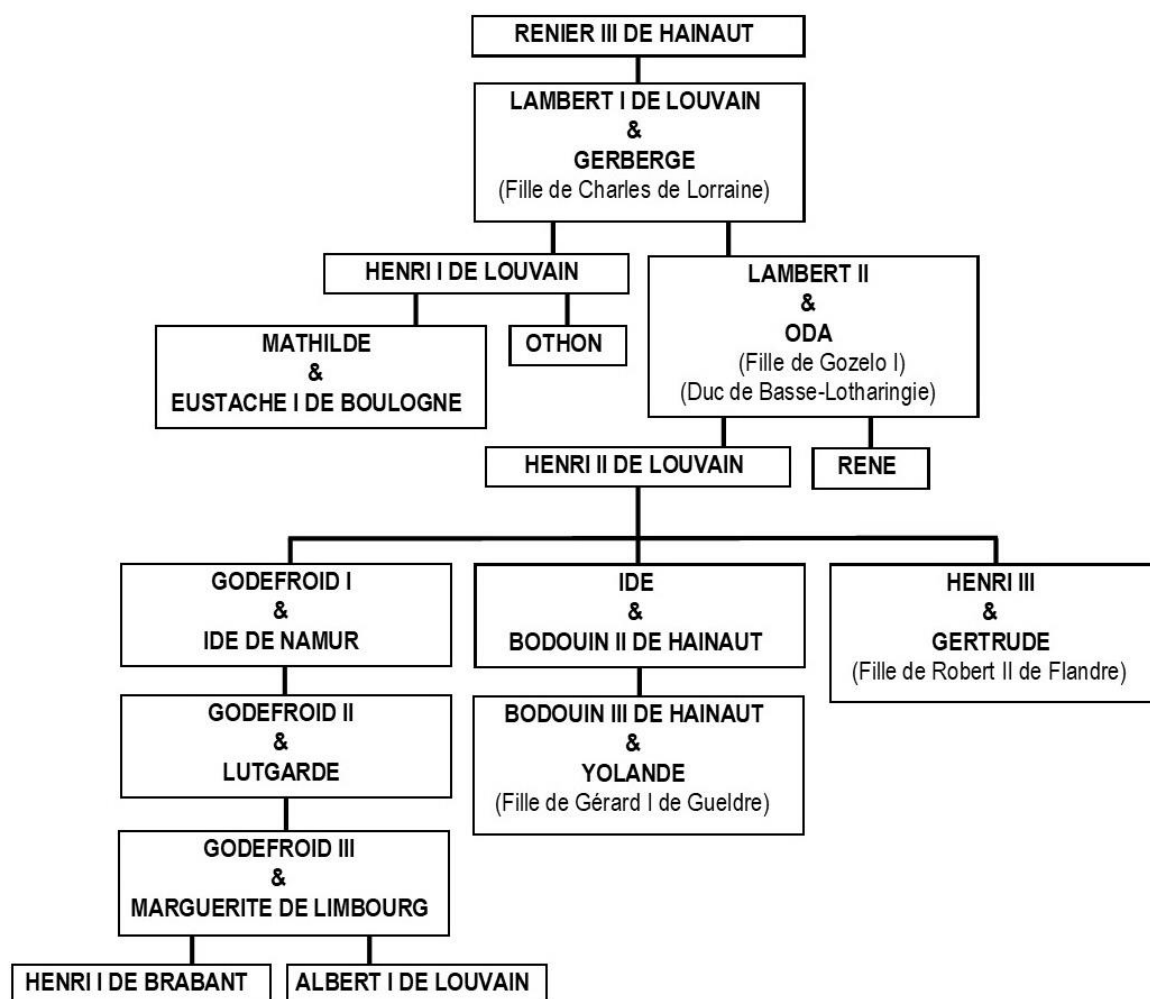 RENIER III DE HAINAUT
LAMBERT I DE LOUVAIN
&
GERBERGE
(Fille de Charles de Lorraine)
HENRI I DE LOUVAIN
LAMBERT II
&
ODA
(Fille de Gozelo I)
(Duc de Basse-Lotharingie)
MATHILDE
&
EUSTACHE I DE BOULOGNE
OTHON
HENRI II DE LOUVAIN
RENE
GODEFROID I
&
IDE DE NAMUR
IDE
&
BODOUIN II DE HAINAUT
HENRI III
&
GERTRUDE
(Fille de Robert II de Flandre)
GODEFROID II
&
LUTGARDE
BODOUIN III DE HAINAUT
&
YOLANDE
(Fille de Gérard I de Gueldre)
GODEFROID III
&
MARGUERITE DE LIMBOURG
HENRI I DE BRABANT
ALBERT I DE LOUVAIN